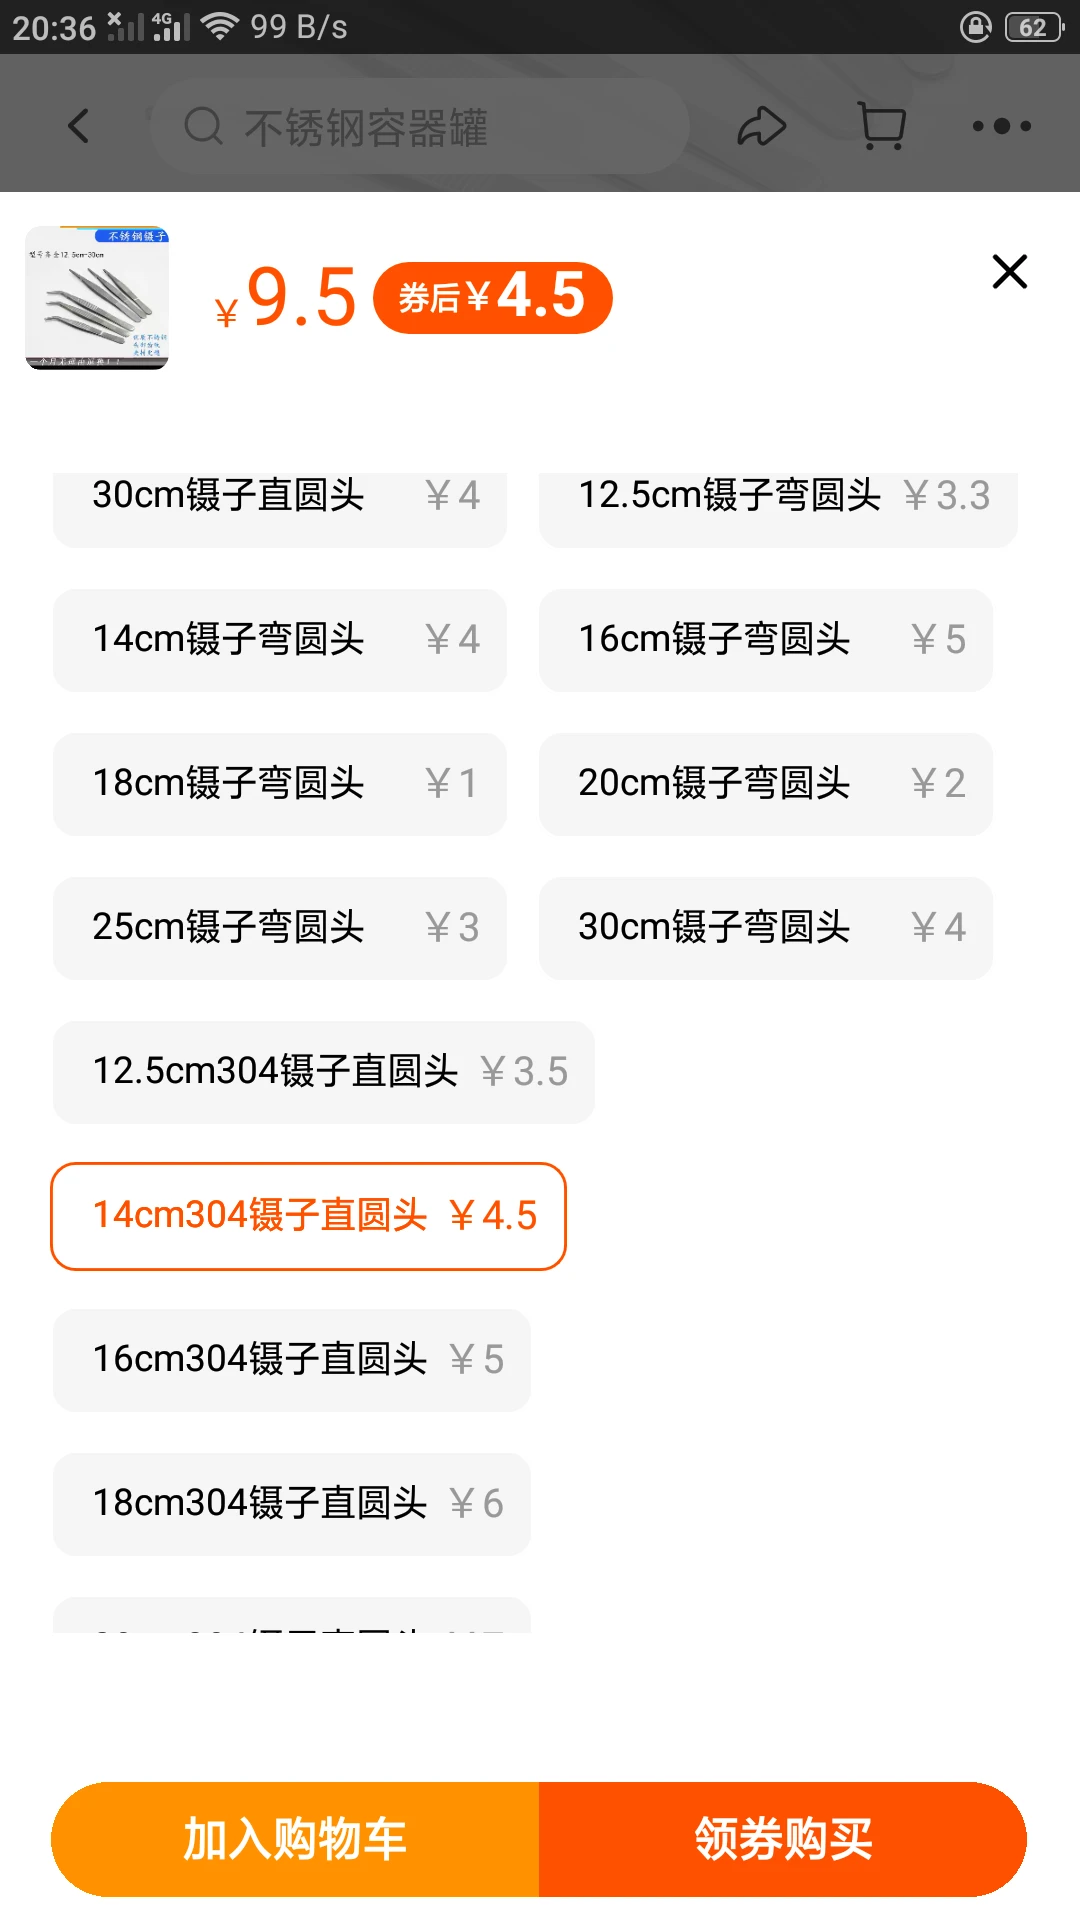 20:36 4G 99 B/s 62
不锈钢容器罐
不锈钢镊子
型号齐全12.5cm-30cm
¥9.5 券后¥4.5
30cm镊子直圆头 ¥4 12.5cm镊子弯圆头 ¥3.3
14cm镊子弯圆头 ¥4 16cm镊子弯圆头 ¥5
18cm镊子弯圆头 ¥1 20cm镊子弯圆头 ¥2
25cm镊子弯圆头 ¥3 30cm镊子弯圆头 ¥4
12.5cm304镊子直圆头 ¥3.5
14cm304镊子直圆头 ¥4.5
16cm304镊子直圆头 ¥5
18cm304镊子直圆头 ¥6
加入购物车 领券购买